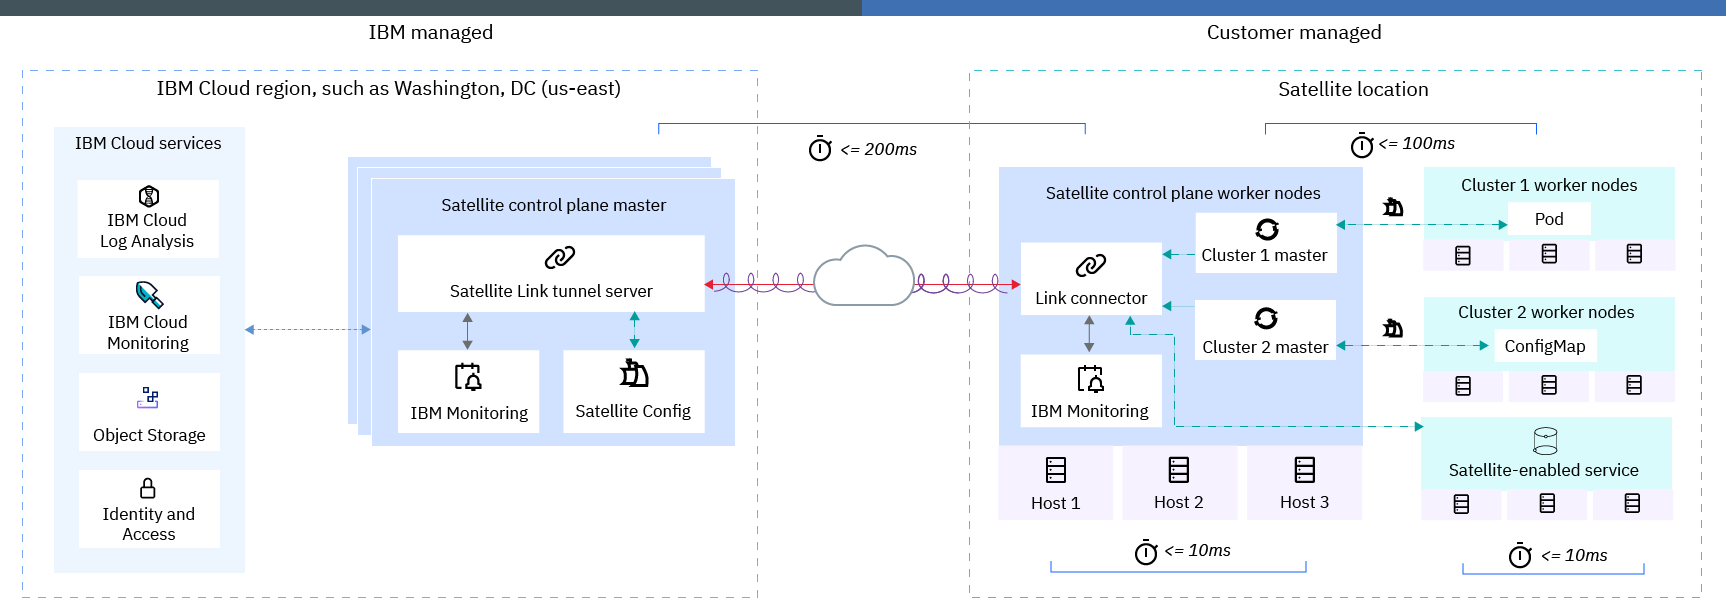 IBM managed
Customer managed
IBM Cloud region, such as Washington, DC (us-east)
IBM Cloud services
IBM Cloud
Log Analysis
IBM Cloud
Monitoring
Object Storage
Identity and
Access
Satellite control plane master
Satellite Link tunnel server
IBM Monitoring
Satellite Config
<= 200ms
Satellite location
<= 100ms
Satellite control plane worker nodes
Cluster 1 master
Link connector
Cluster 2 master
IBM Monitoring
Host 1
Host 2
Host 3
<= 10ms
Cluster 1 worker nodes
Pod
Cluster 2 worker nodes
ConfigMap
Satellite-enabled service
<= 10ms